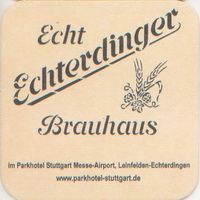 Echt
Echterdinger
Brauhaus
im Parkhotel Stuttgart Messe-Airport, Leinfelden-Echterdingen
www.parkhotel-stuttgart.de